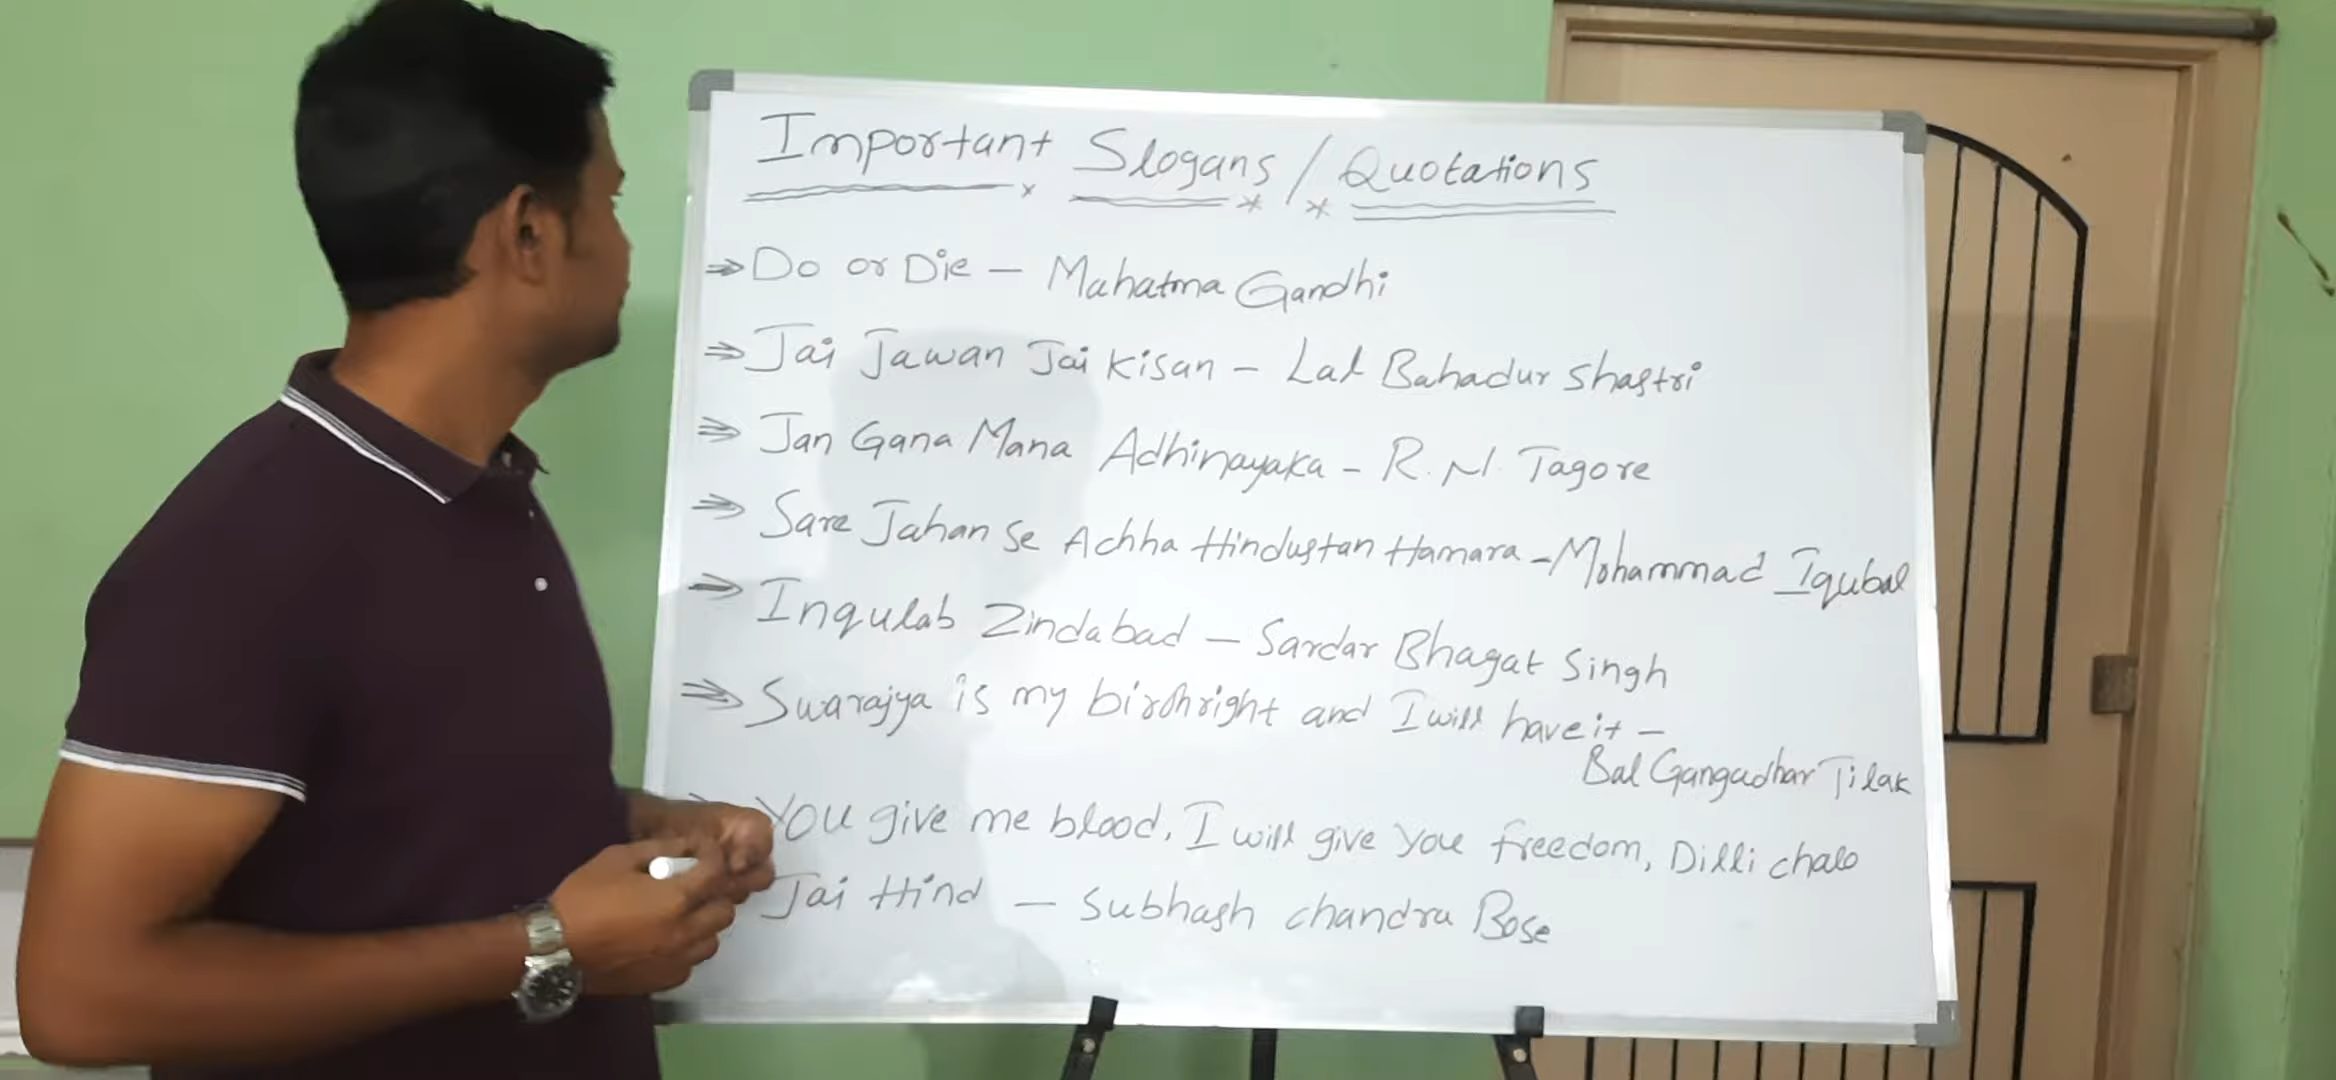 Important Slogans / Quotations
⇒ Do or Die – Mahatma Gandhi
⇒ Jai Jawan Jai Kisan – Lal Bahadur Shastri
⇒ Jan Gana Mana Adhinayaka – R. N. Tagore
⇒ Sare Jahan Se Achha Hindustan Hamara – Mohammad Iqubal
⇒ Inqulab Zindabad – Sardar Bhagat Singh
⇒ Swarajya is my birthright and I will have it –
Bal Gangadhar Tilak
You give me blood, I will give you freedom, Dilli chalo
Jai Hind – Subhash chandra Bose